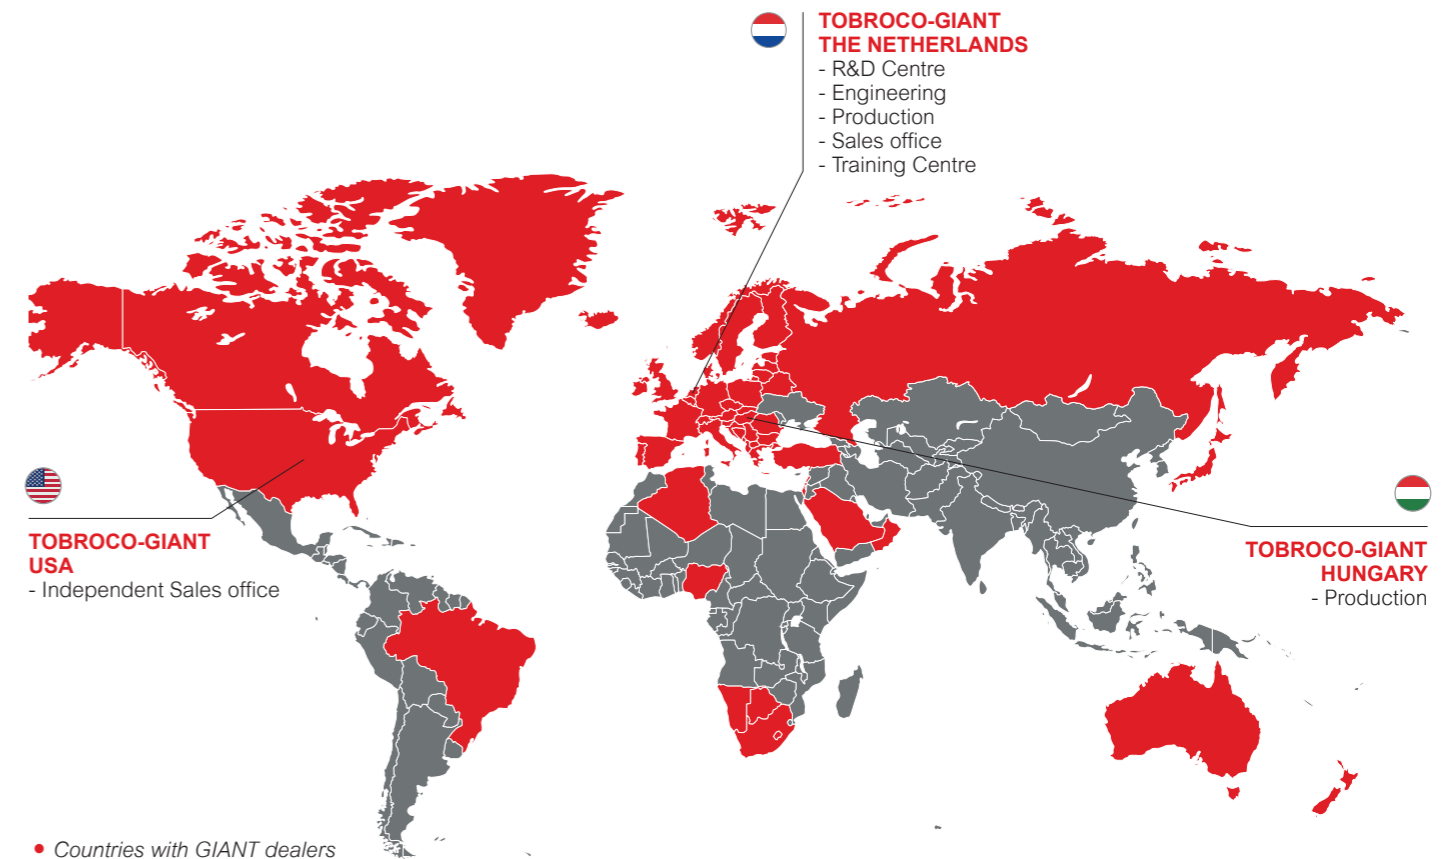 TOBROCO-GIANT
THE NETHERLANDS
- R&D Centre
- Engineering
- Production
- Sales office
- Training Centre
TOBROCO-GIANT
USA
- Independent Sales office
TOBROCO-GIANT
HUNGARY
- Production
• Countries with GIANT dealers